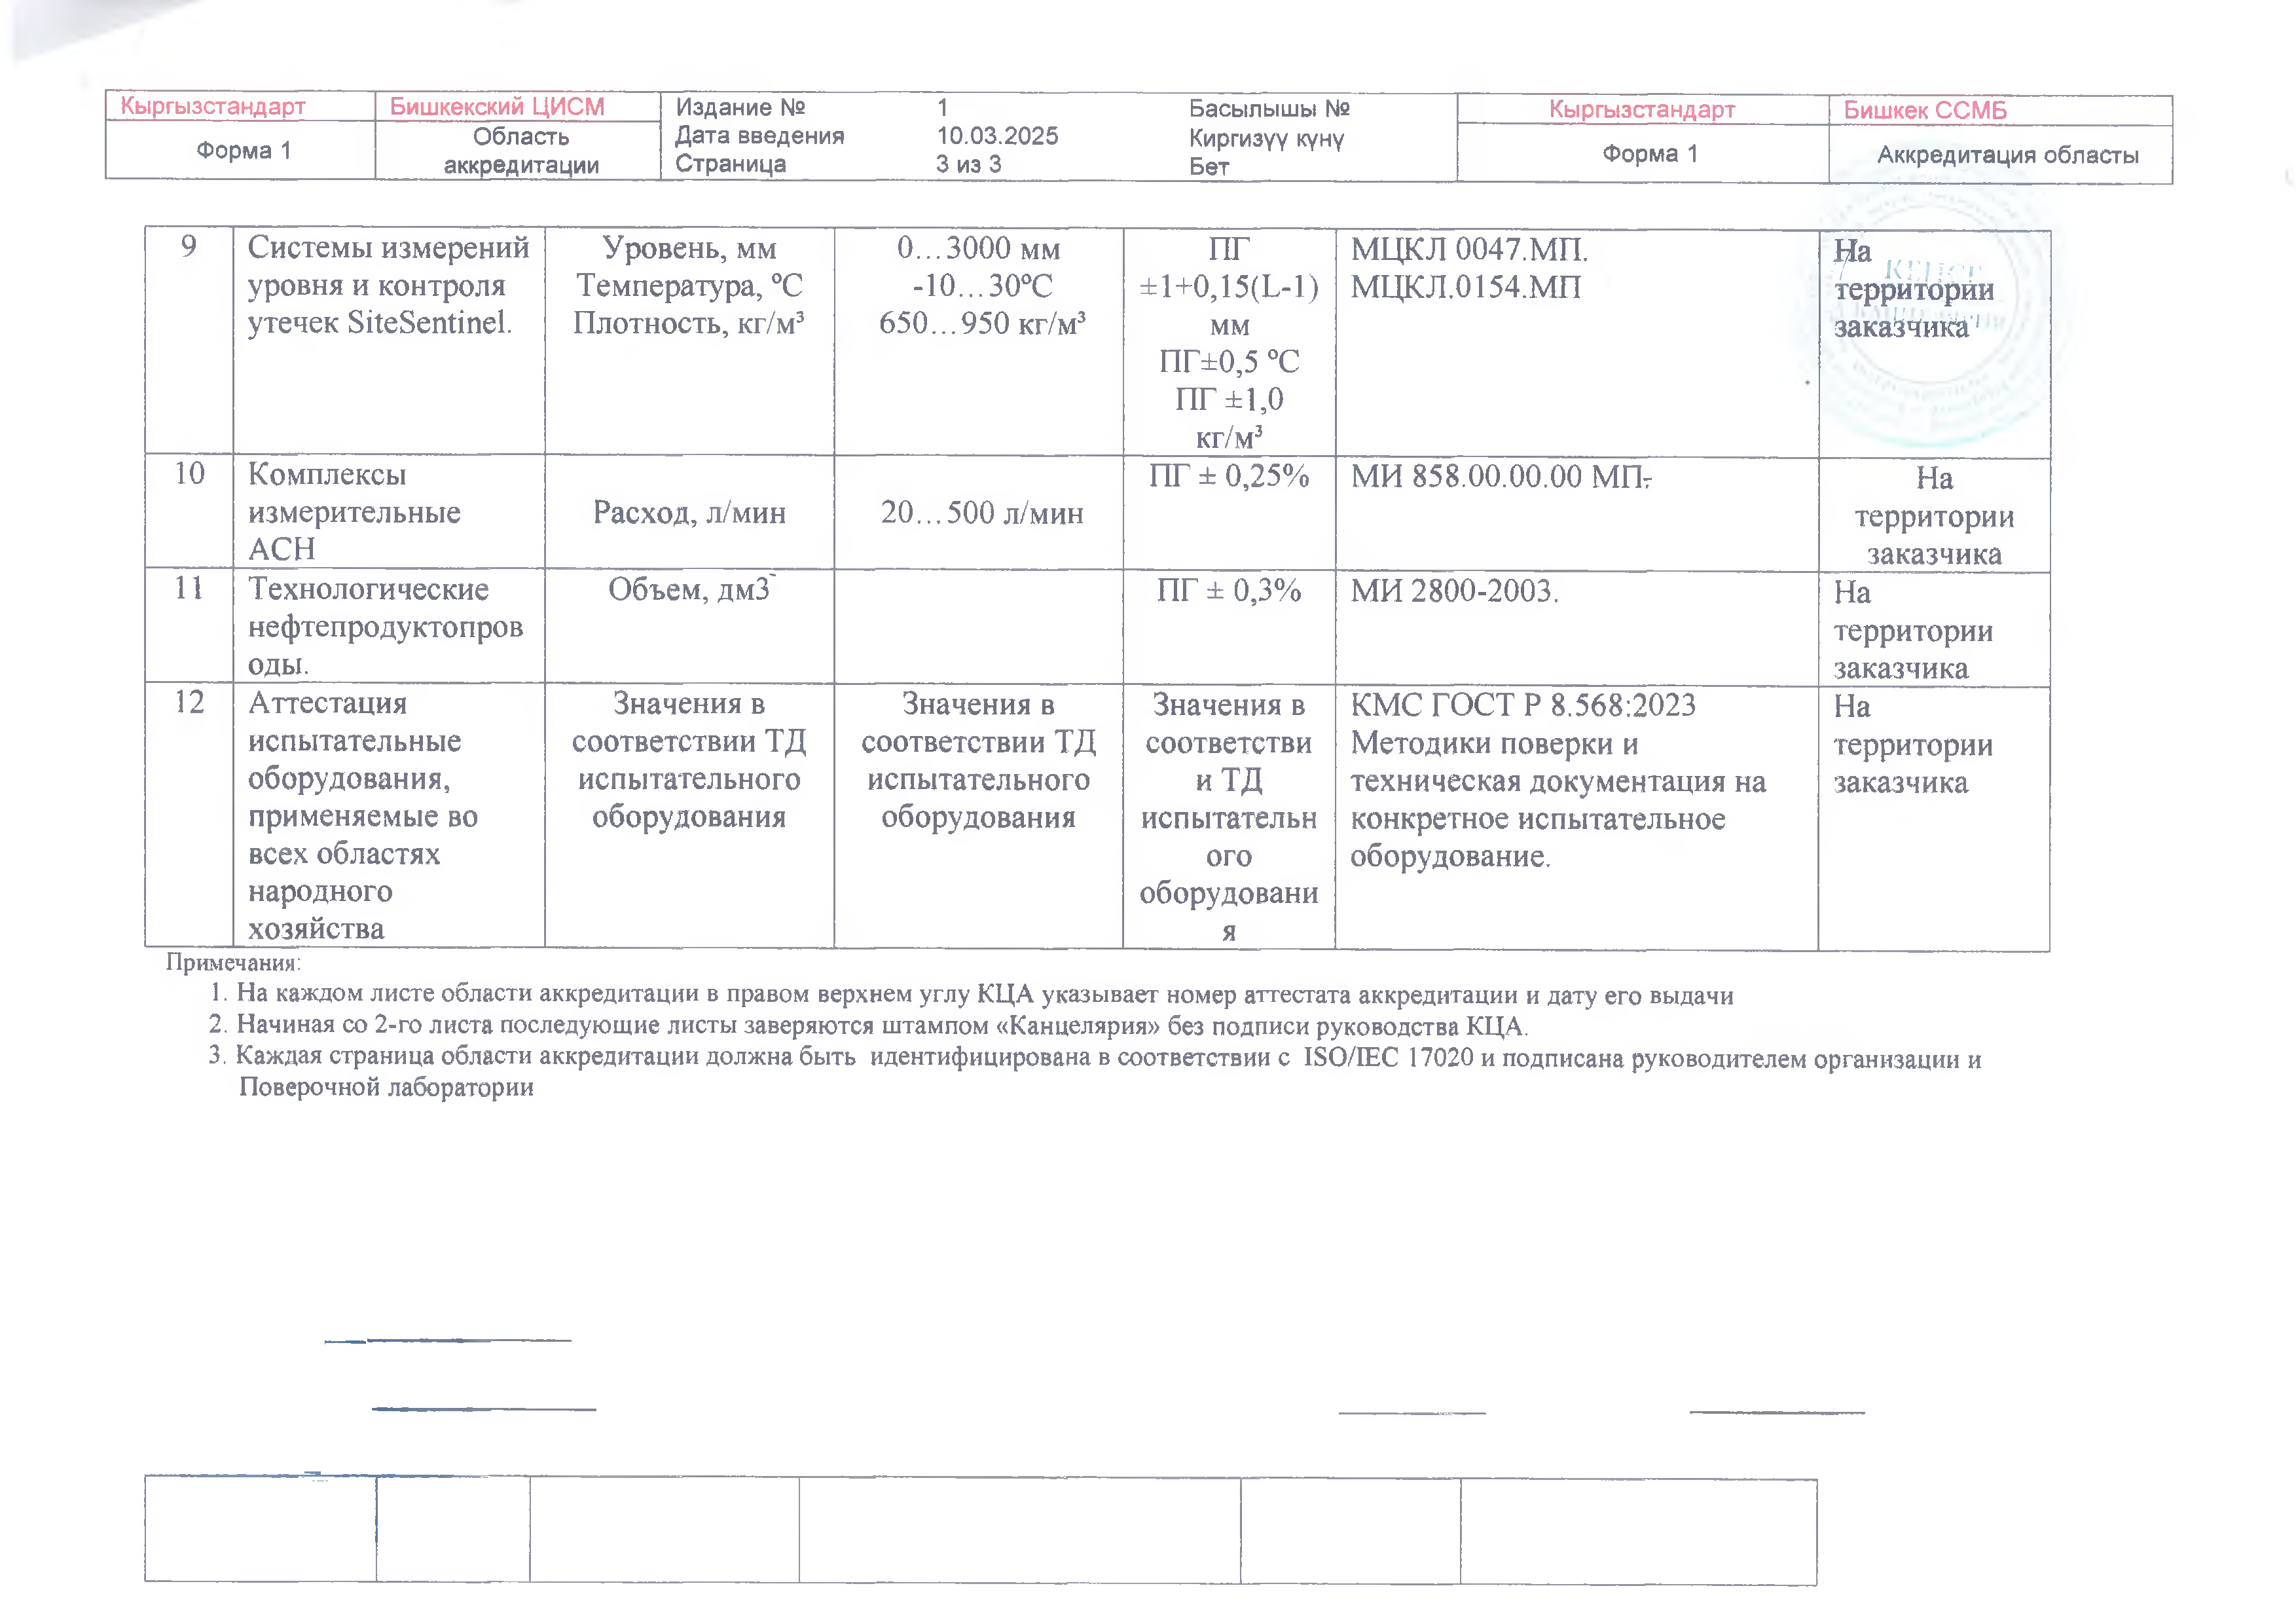 Кыргызстандарт
Бишкекский ЦИСМ
Издание № 1 Басылышы №
Кыргызстандарт
Бишкек ССМБ
Форма 1
Область
аккредитации
Дата введения 10.03.2025 Киргизүү күнү
Страница 3 из 3 Бет
Форма 1
Аккредитация области
9
Системы измерений
уровня и контроля
утечек SiteSentinel.
Уровень, мм
Температура, ºС
Плотность, кг/м³
0…3000 мм
-10…30ºС
650…950 кг/м³
ПГ
±1+0,15(L-1)
мм
ПГ±0,5 ºС
ПГ ±1,0
кг/м³
МЦКЛ 0047.МП.
МЦКЛ.0154.МП
На
территории
заказчика
10
Комплексы
измерительные
АСН
Расход, л/мин
20…500 л/мин
ПГ ± 0,25%
МИ 858.00.00.00 МП.
На
территории
заказчика
11
Технологические
нефтепродуктопров
оды.
Объем, дм3
ПГ ± 0,3%
МИ 2800-2003.
На
территории
заказчика
12
Аттестация
испытательные
оборудования,
применяемые во
всех областях
народного
хозяйства
Значения в
соответствии ТД
испытательного
оборудования
Значения в
соответствии ТД
испытательного
оборудования
Значения в
соответстви
и ТД
испытательн
ого
оборудовани
я
КМС ГОСТ Р 8.568:2023
Методики поверки и
техническая документация на
конкретное испытательное
оборудование.
На
территории
заказчика
Примечания:
1. На каждом листе области аккредитации в правом верхнем углу КЦА указывает номер аттестата аккредитации и дату его выдачи
2. Начиная со 2-го листа последующие листы заверяются штампом «Канцелярия» без подписи руководства КЦА.
3. Каждая страница области аккредитации должна быть идентифицирована в соответствии с ISO/IEC 17020 и подписана руководителем организации и
Поверочной лаборатории